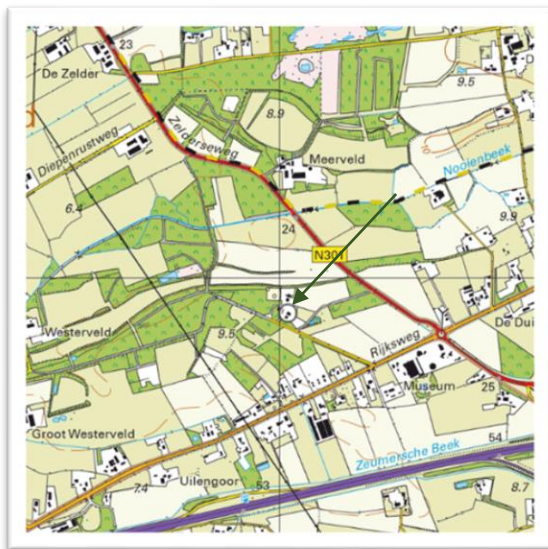 23
De Zelder
9.5
8.9
Zelderseweg
Diepenrustweg
Meerveld
Nooienbeek
6.4
9.9
24
N301
Westerveld
9.5
De Dui
Rijksweg
Museum
25
Groot Westerveld
54
Zeumersche Beek
Uilengoor
53
7.4
8.7